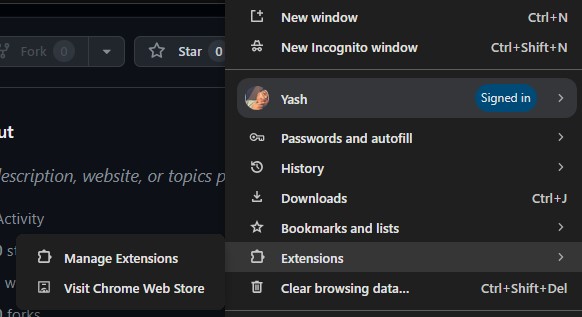 New window Ctrl+N
New Incognito window Ctrl+Shift+N
Fork 0 Star 0
Yash Signed in
ut
Passwords and autofill
History
description, website, or topics p
Downloads Ctrl+J
Activity
Bookmarks and lists
0 st
Extensions
Manage Extensions
w
Visit Chrome Web Store
Clear browsing data... Ctrl+Shift+Del
0 forks